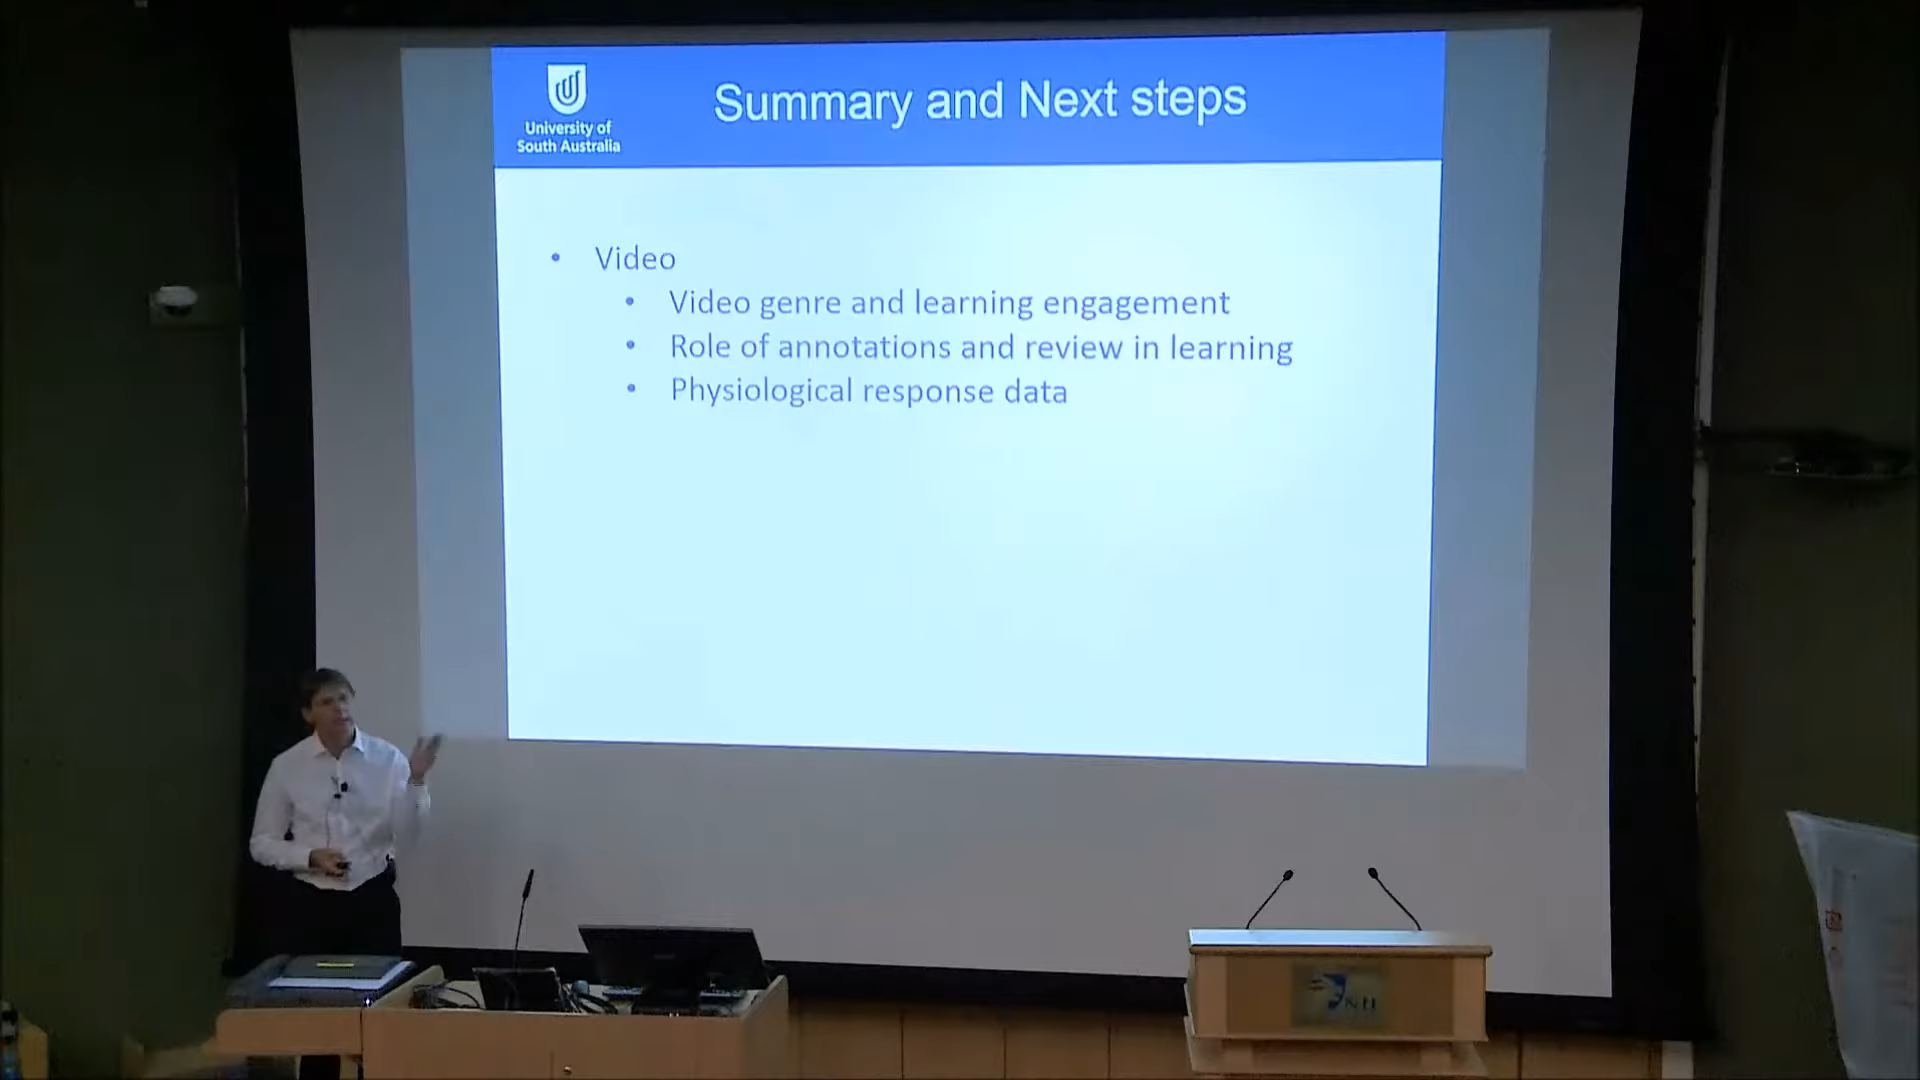 University of
South Australia
Summary and Next steps
• Video
• Video genre and learning engagement
• Role of annotations and review in learning
• Physiological response data